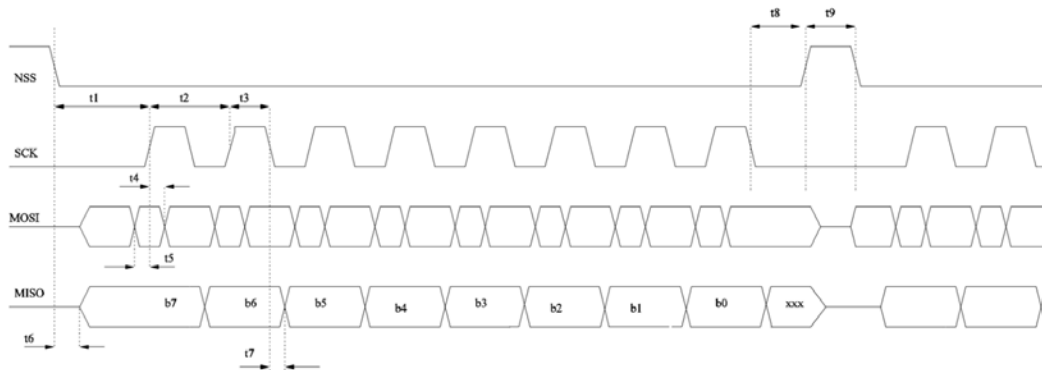 t8 t9
NSS
t1 t2 t3
SCK
t4
MOSI
t5
MISO b7 b6 b5 b4 b3 b2 b1 b0 xxx
t6
t7